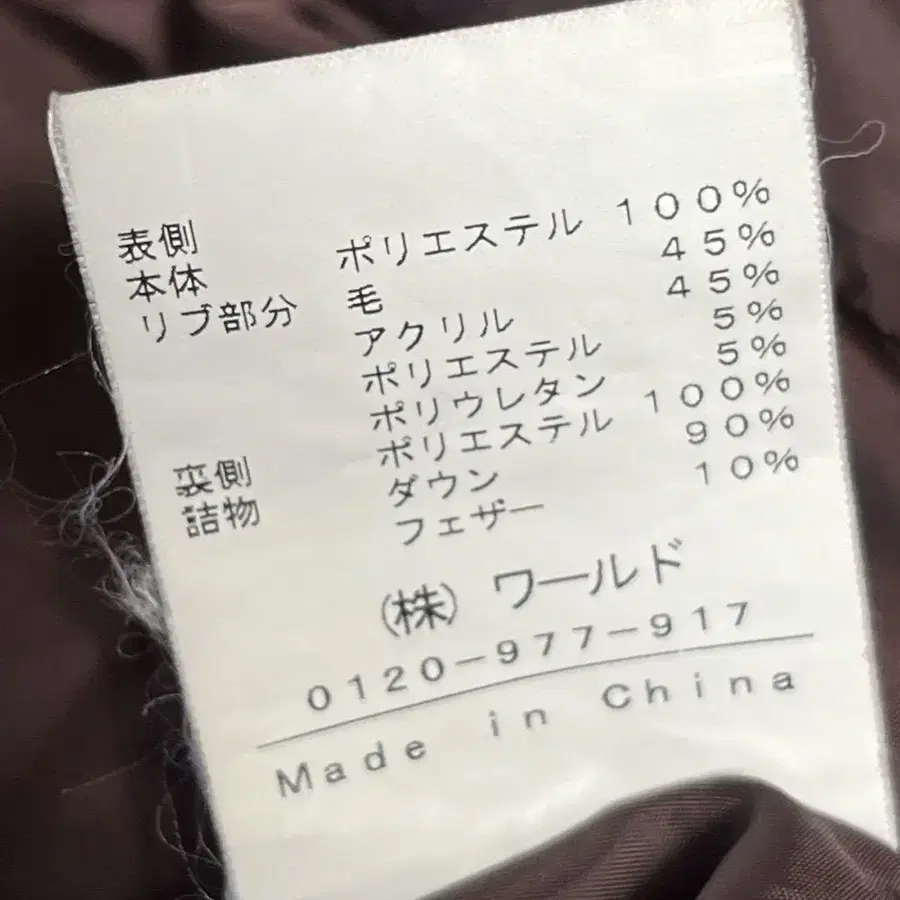 表側
本体 ポリエステル 100%
リブ部分 毛 45%
アクリル 45%
ポリエステル 5%
ポリウレタン 5%
裏側 ポリエステル 100%
詰物 ダウン 90%
フェザー 10%
(株) ワールド
0120-977-917
Made in China